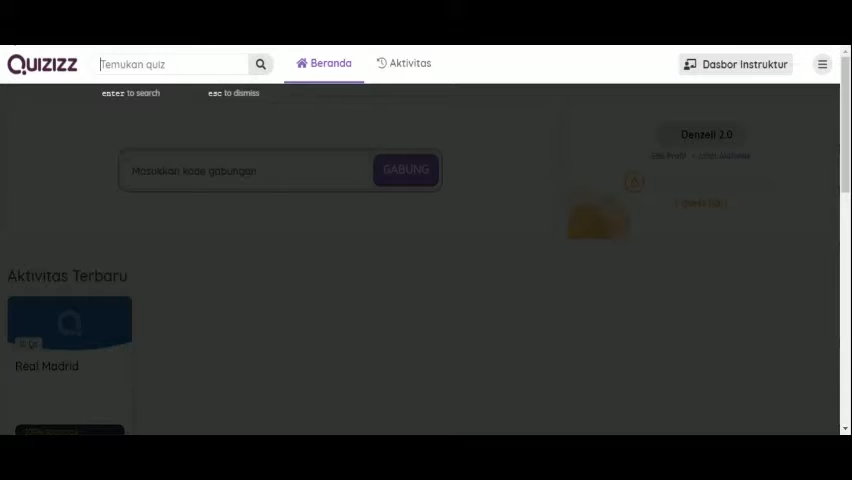 QUIZIZZ
Temukan quiz
Beranda
Aktivitas
Dasbor Instruktur
enter to search
esc to dismiss
Denzell 2.0
Masukkan kode gabungan
GABUNG
Aktivitas Terbaru
Real Madrid